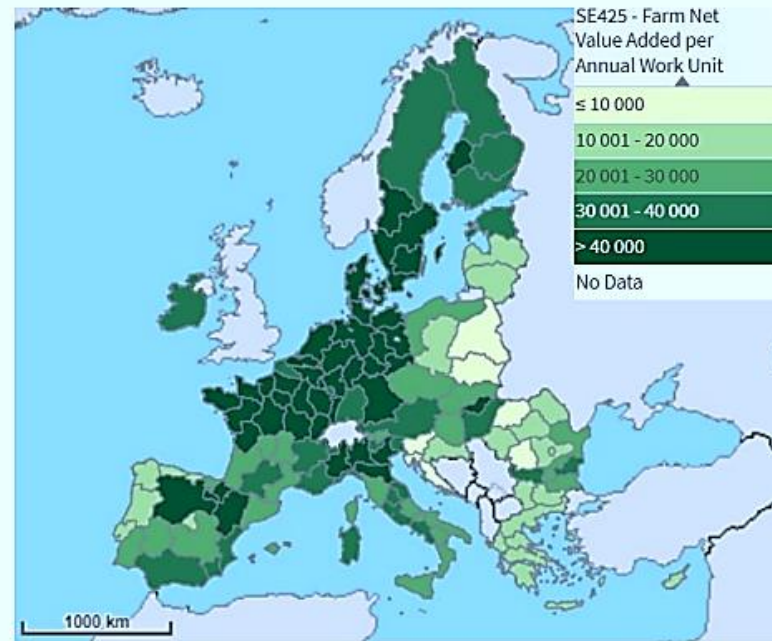 SE425 - Farm Net
Value Added per
Annual Work Unit
≤ 10 000
10 001 - 20 000
20 001 - 30 000
30 001 - 40 000
> 40 000
No Data
1000 km